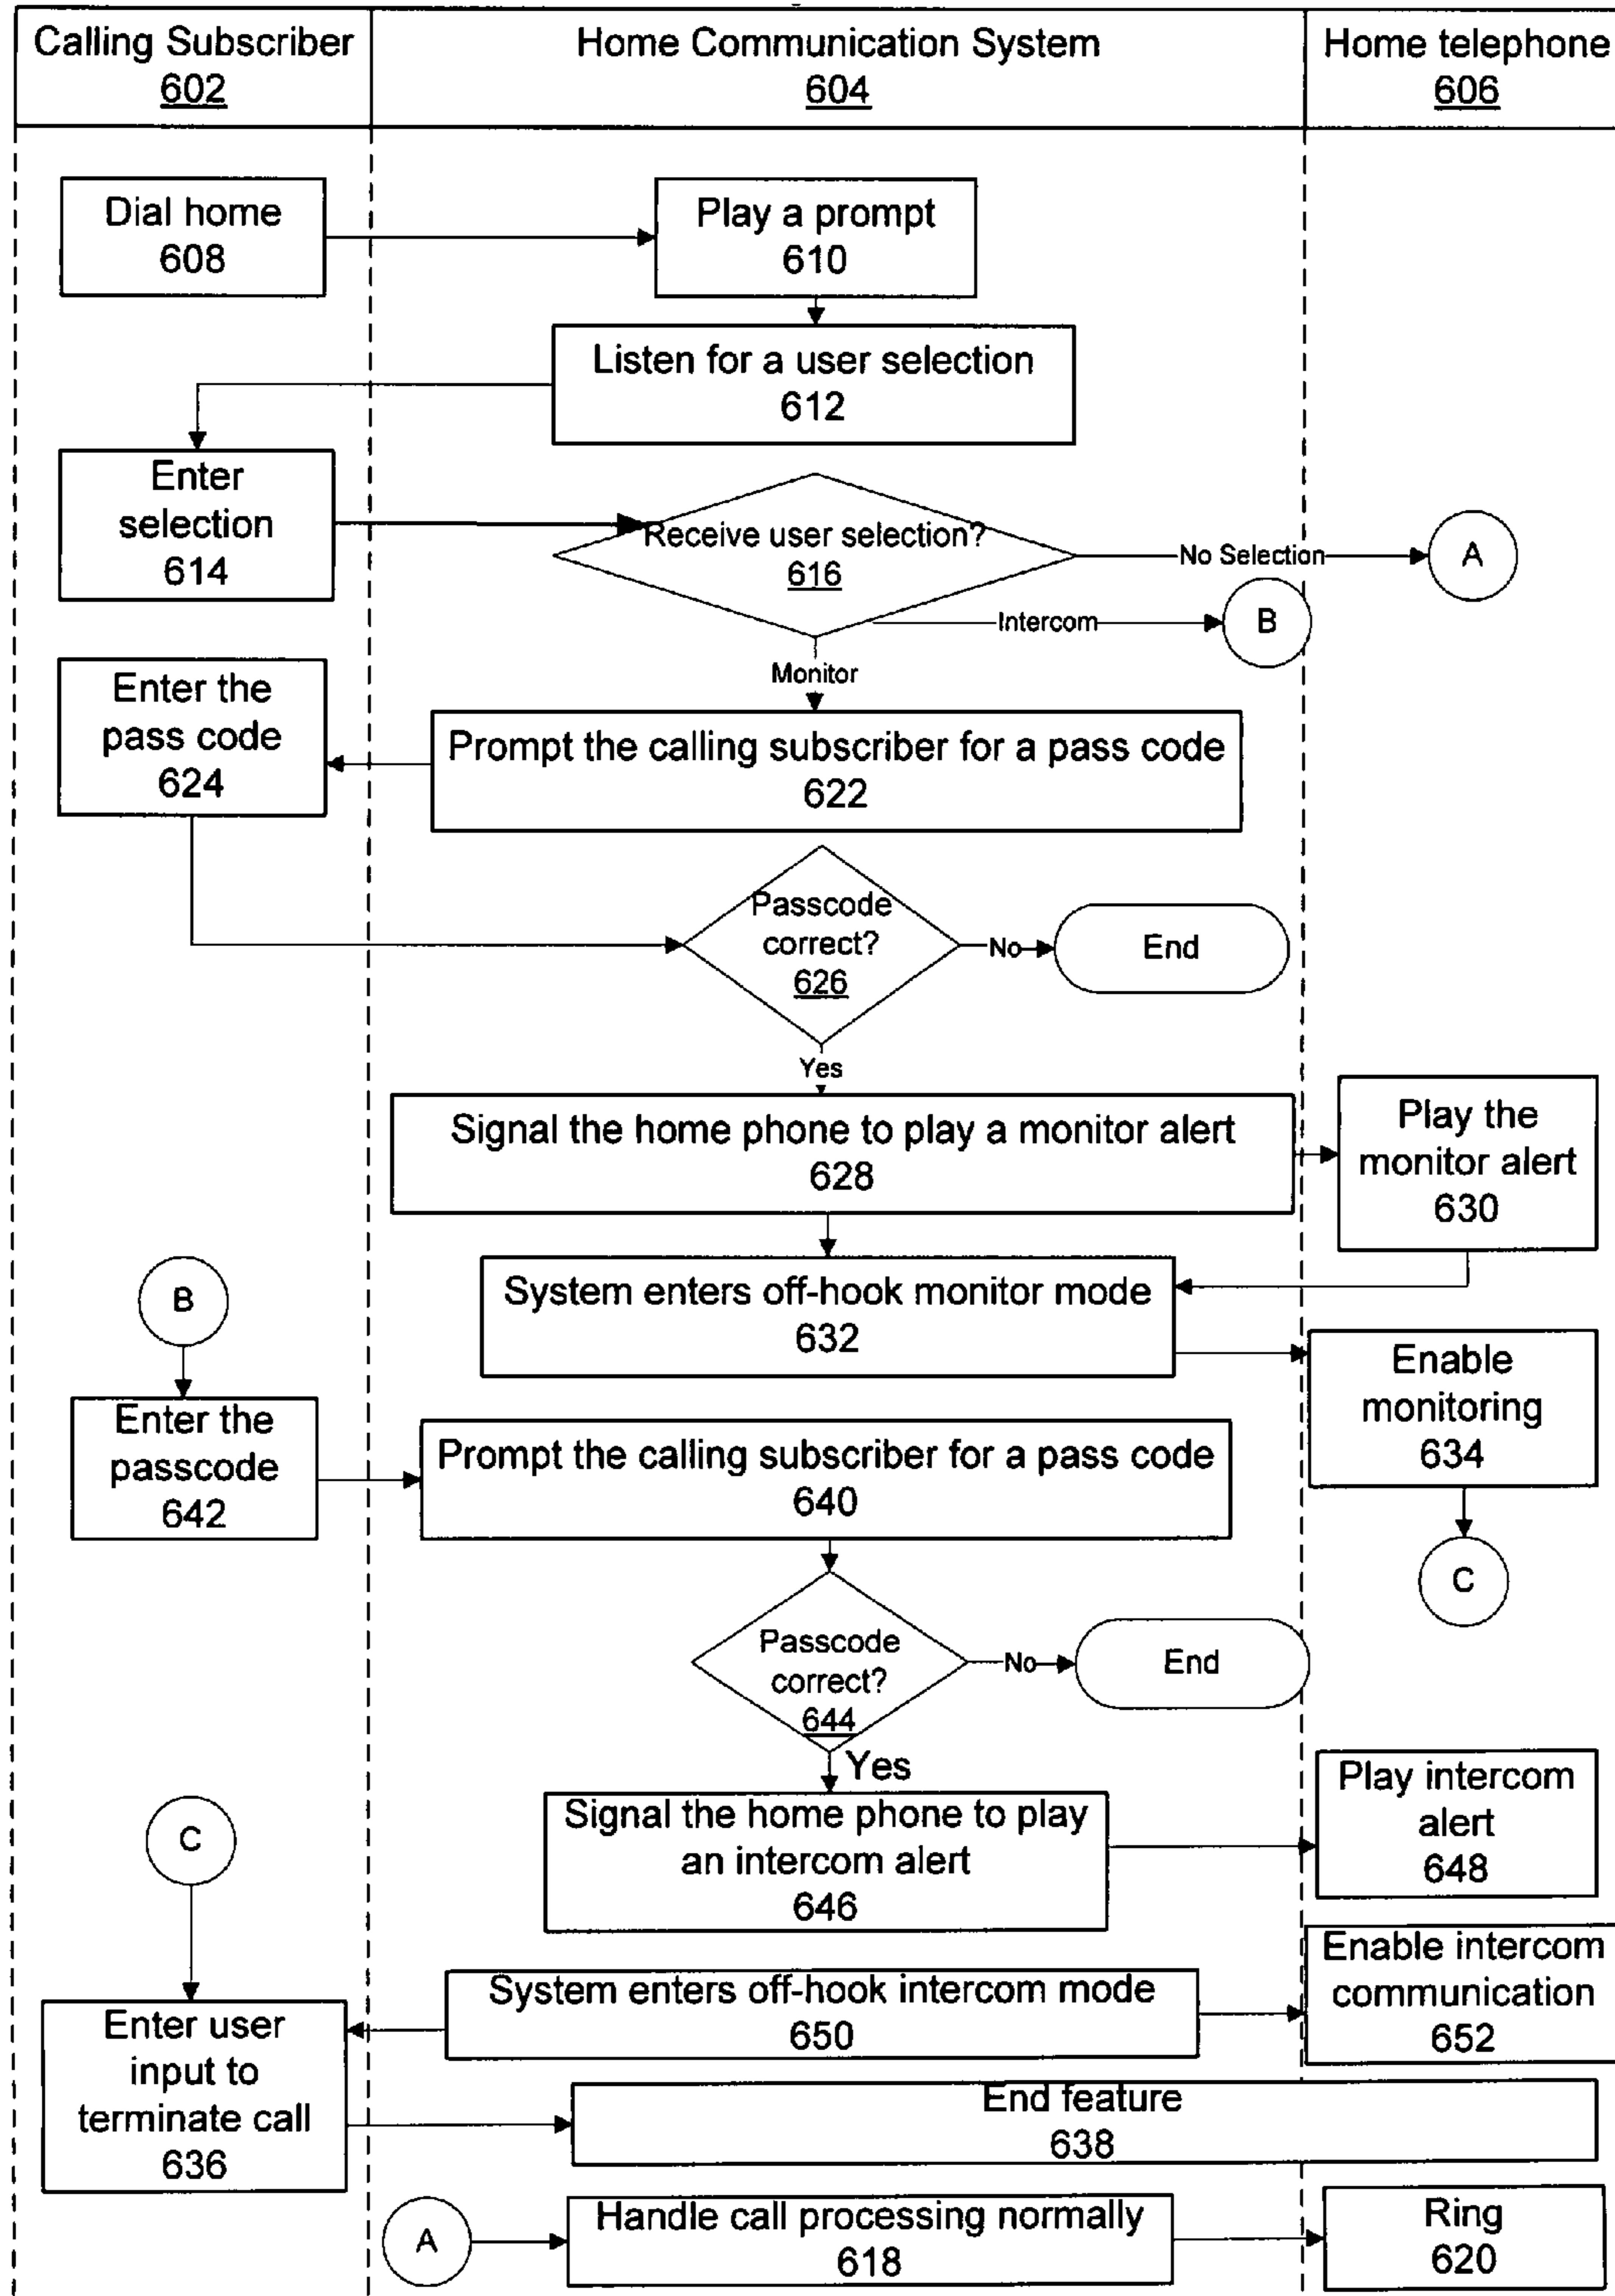 Calling Subscriber
602
Home Communication System
604
Home telephone
606
Dial home
608
Play a prompt
610
Listen for a user selection
612
Enter
selection
614
Receive user selection?
616
No Selection
A
Intercom
B
Monitor
Enter the
pass code
624
Prompt the calling subscriber for a pass code
622
Passcode
correct?
626
No
End
Yes
Signal the home phone to play a monitor alert
628
Play the
monitor alert
630
B
System enters off-hook monitor mode
632
Enable
monitoring
634
Enter the
passcode
642
Prompt the calling subscriber for a pass code
640
C
Passcode
correct?
644
No
End
Yes
Signal the home phone to play
an intercom alert
646
Play intercom
alert
648
C
System enters off-hook intercom mode
650
Enable intercom
communication
652
Enter user
input to
terminate call
636
End feature
638
A
Handle call processing normally
618
Ring
620